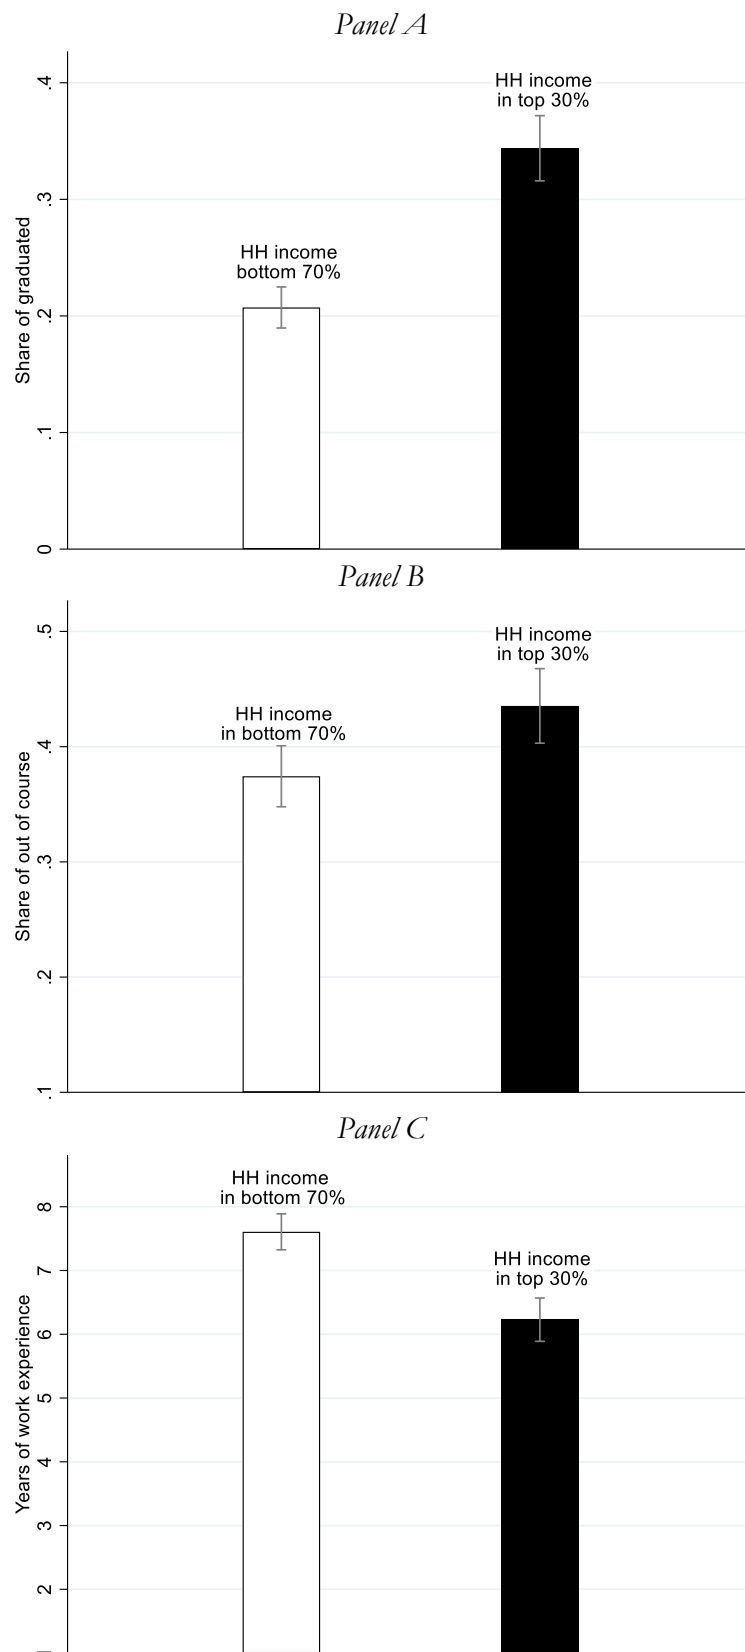 Panel A
Share of graduated
.4
.3
.2
.1
0
HH income
bottom 70%
HH income
in top 30%
Panel B
Share of out of course
.5
.4
.3
.2
.1
HH income
in bottom 70%
HH income
in top 30%
Panel C
Years of work experience
8
7
6
5
4
3
2
HH income
in bottom 70%
HH income
in top 30%